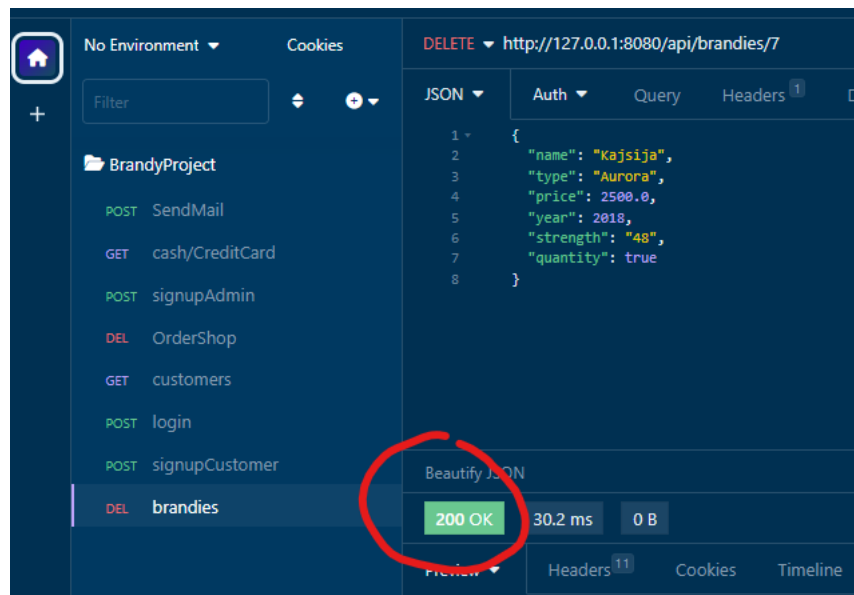 No Environment Cookies
DELETE http://127.0.0.1:8080/api/brandies/7
Filter
JSON Auth Query Headers 1
BrandyProject
POST SendMail
GET cash/CreditCard
POST signupAdmin
DEL OrderShop
GET customers
POST login
POST signupCustomer
DEL brandies
1 {
2 "name": "Kajsija",
3 "type": "Aurora",
4 "price": 2500.0,
5 "year": 2018,
6 "strength": "48",
7 "quantity": true
8 }
Beautify JSON
200 OK 30.2 ms 0 B
Preview Headers 11 Cookies Timeline